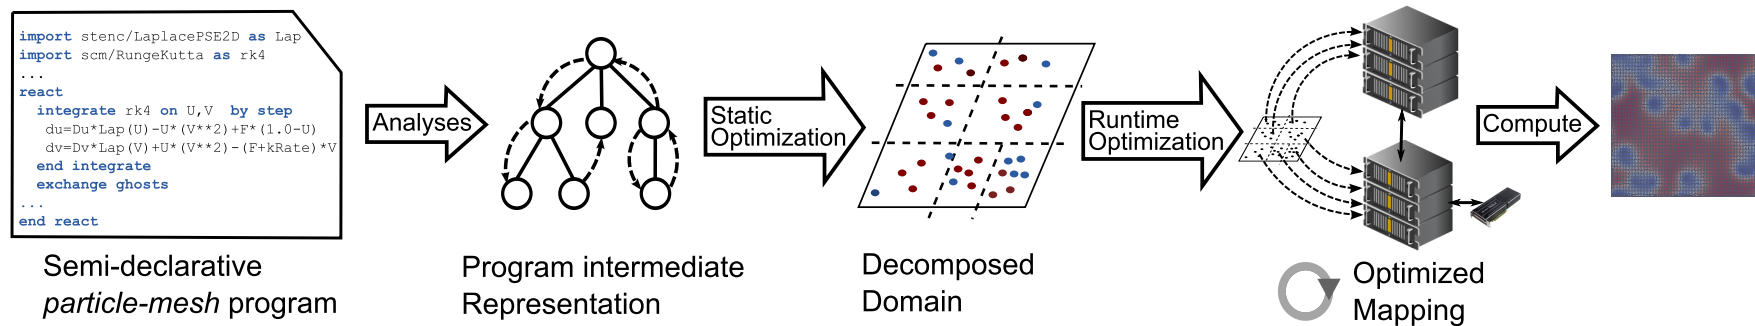 import stenc/LaplacePSE2D as Lap
import scm/RungeKutta as rk4
...
react
integrate rk4 on U,V by step
du=Du*Lap(U)-U*(V**2)+F*(1.0-U)
dv=Dv*Lap(V)+U*(V**2)-(F+kRate)*V
end integrate
exchange ghosts
...
end react
Semi-declarative
particle-mesh program
Analyses
Program intermediate
Representation
Static
Optimization
Decomposed
Domain
Runtime
Optimization
Optimized
Mapping
Compute